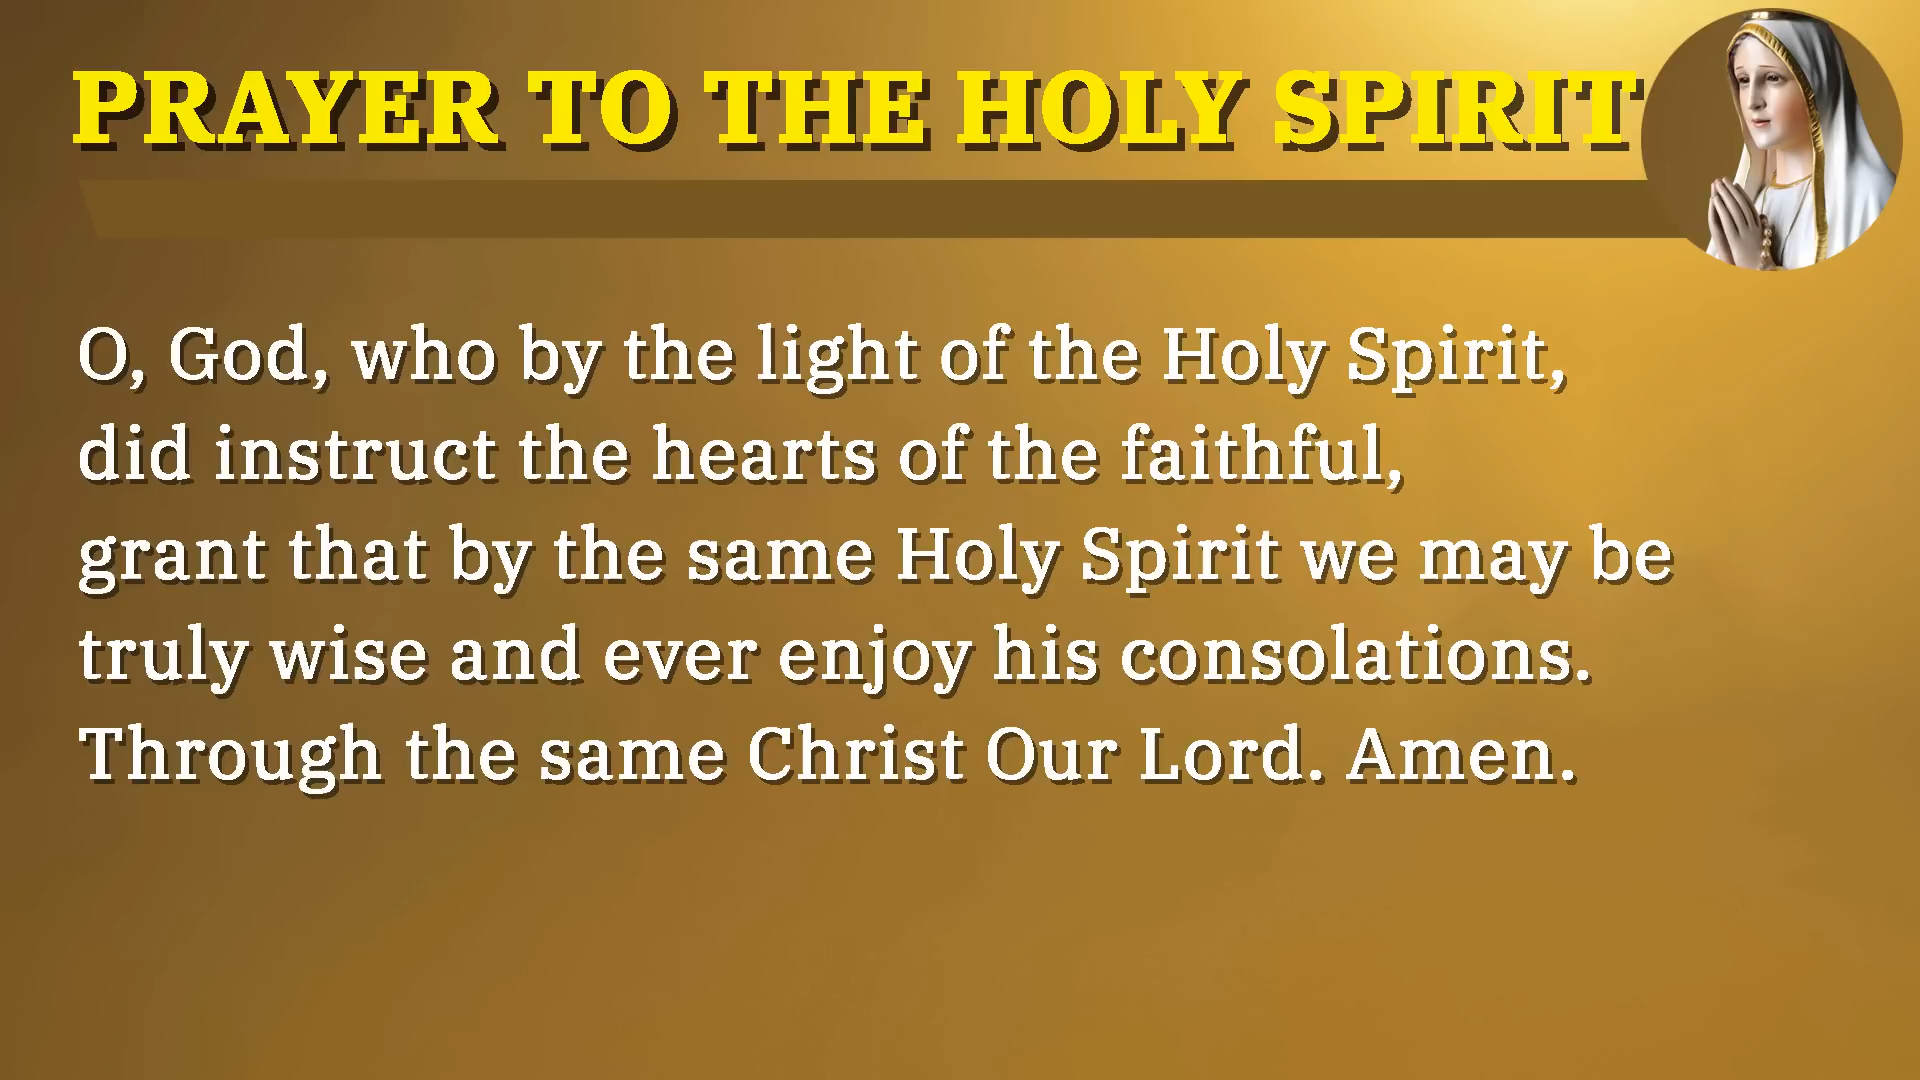 PRAYER TO THE HOLY SPIRIT
O, God, who by the light of the Holy Spirit,
did instruct the hearts of the faithful,
grant that by the same Holy Spirit we may be
truly wise and ever enjoy his consolations.
Through the same Christ Our Lord. Amen.